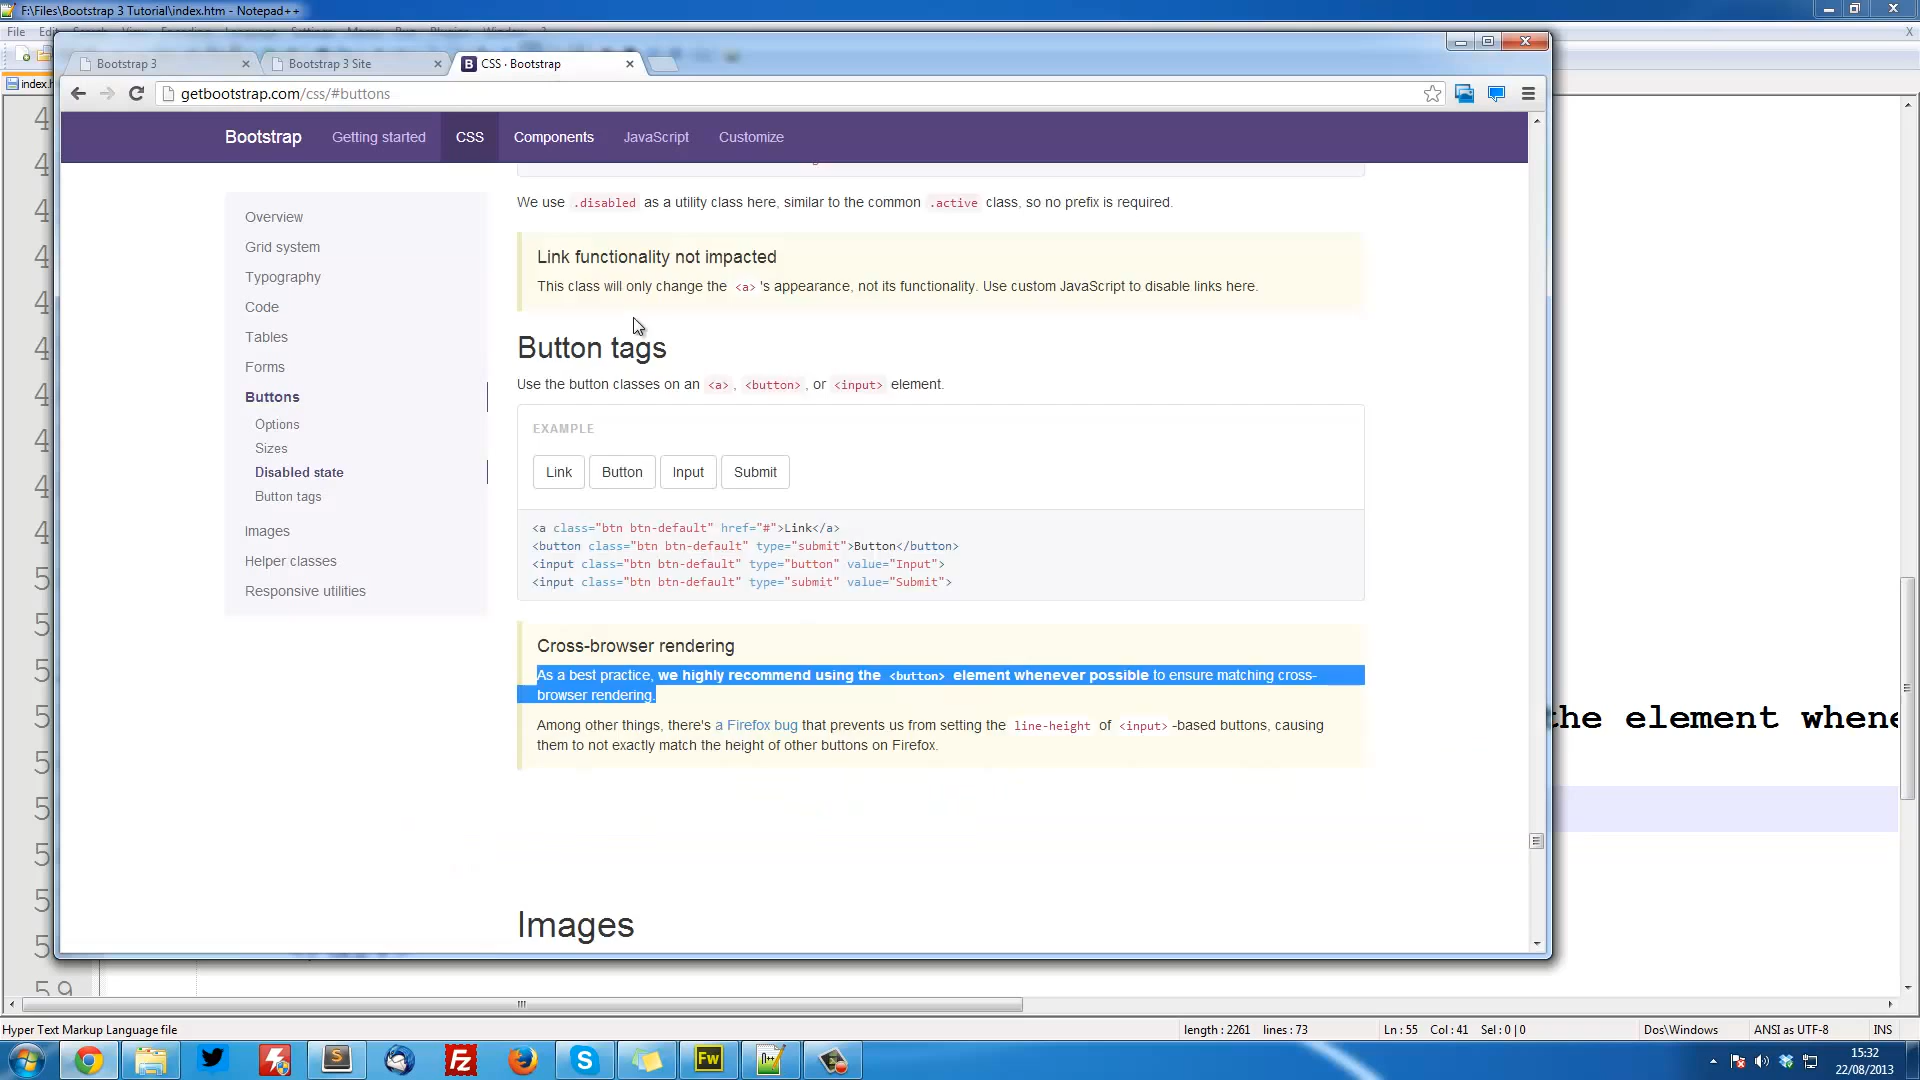 F:\Files\Bootstrap 3 Tutorial\index.htm - Notepad++
File
Bootstrap 3
Bootstrap 3 Site
CSS · Bootstrap
getbootstrap.com/css/#buttons
Bootstrap
Getting started
CSS
Components
JavaScript
Customize
Overview
Grid system
Typography
Code
Tables
Forms
Buttons
Options
Sizes
Disabled state
Button tags
Images
Helper classes
Responsive utilities
We use .disabled as a utility class here, similar to the common .active class, so no prefix is required.
Link functionality not impacted
This class will only change the <a> 's appearance, not its functionality. Use custom JavaScript to disable links here.
Button tags
Use the button classes on an <a> , <button> , or <input> element.
EXAMPLE
Link
Button
Input
Submit
<a class="btn btn-default" href="#">Link</a>
<button class="btn btn-default" type="submit">Button</button>
<input class="btn btn-default" type="button" value="Input">
<input class="btn btn-default" type="submit" value="Submit">
Cross-browser rendering
As a best practice, we highly recommend using the <button> element whenever possible to ensure matching cross-
browser rendering.
Among other things, there's a Firefox bug that prevents us from setting the line-height of <input> -based buttons, causing
them to not exactly match the height of other buttons on Firefox.
Images
the element whene
59
Hyper Text Markup Language file
length : 2261 lines : 73
Ln : 55 Col : 41 Sel : 0 | 0
Dos\Windows
ANSI as UTF-8
INS
15:32
22/08/2013